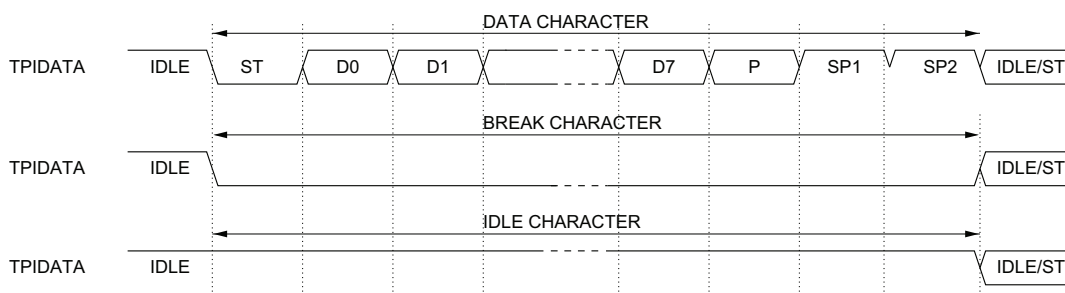 DATA CHARACTER
TPIDATA IDLE ST D0 D1 D7 P SP1 SP2 IDLE/ST
BREAK CHARACTER
TPIDATA IDLE IDLE/ST
IDLE CHARACTER
TPIDATA IDLE IDLE/ST